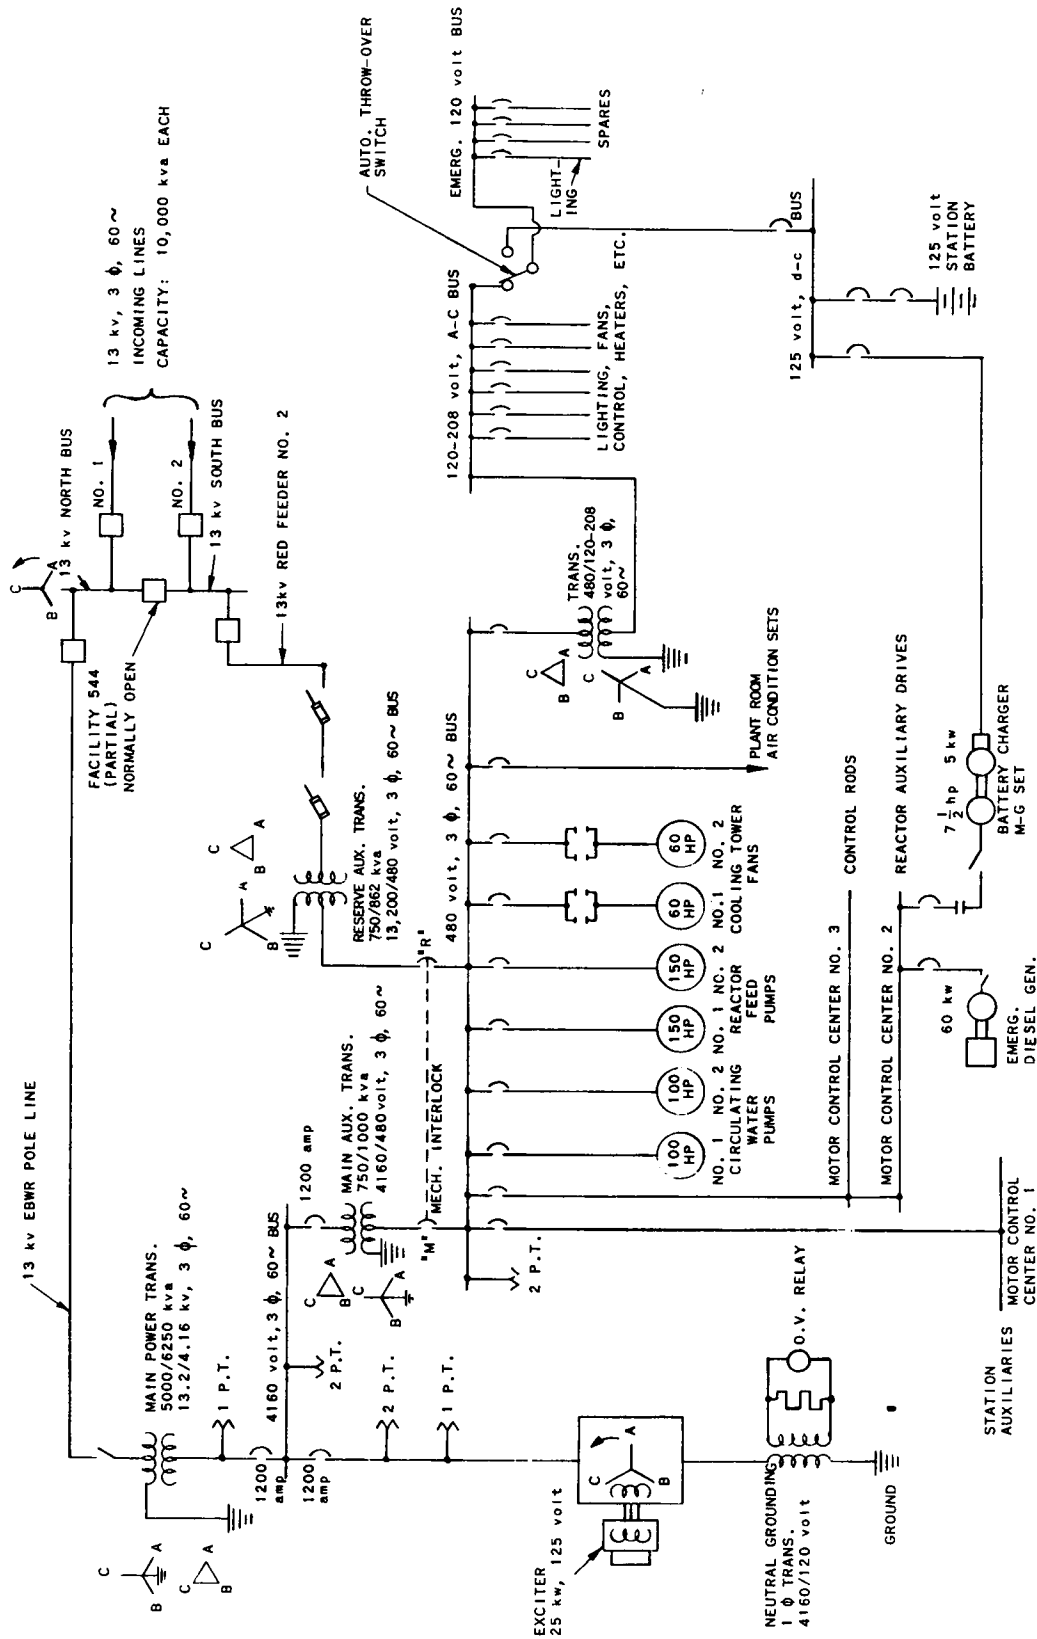 13 kv EBWR POLE LINE
MAIN POWER TRANS.
5000/6250 kva
13.2/4.16 kv, 3 ϕ, 60~
C
A
B
C
A
B
1 P.T.
1200
amp
1200
amp
4160 volt, 3 ϕ, 60~ BUS
2 P.T.
2 P.T.
1 P.T.
EXCITER
25 kw, 125 volt
C
A
B
NEUTRAL GROUNDING
1 ϕ TRANS.
4160/120 volt
O.V. RELAY
GROUND
1200 amp
MAIN AUX. TRANS.
750/1000 kva
4160/480 volt, 3 ϕ, 60~
C
A
B
C
A
B
"M"
MECH. INTERLOCK
"R"
2 P.T.
FACILITY 544
(PARTIAL)
NORMALLY OPEN
C
A
B
13 kv NORTH BUS
NO. 1
NO. 2
13 kv SOUTH BUS
13 kv, 3 ϕ, 60~
INCOMING LINES
CAPACITY: 10,000 kva EACH
13kv RED FEEDER NO. 2
C
A
B
C
B
RESERVE AUX. TRANS.
750/862 kva
13,200/480 volt, 3 ϕ, 60~ BUS
480 volt, 3 ϕ, 60~ BUS
100
HP
100
HP
150
HP
150
HP
60
HP
60
HP
NO. 1 NO. 2
CIRCULATING
WATER
PUMPS
NO. 1 NO. 2
REACTOR
FEED
PUMPS
NO.1 NO. 2
COOLING TOWER
FANS
PLANT ROOM
AIR CONDITION SETS
TRANS.
480/120-208
volt, 3 ϕ,
60~
A
B
C
A
B
120-208 volt, A-C BUS
LIGHTING, FANS,
CONTROL, HEATERS, ETC.
AUTO. THROW-OVER
SWITCH
EMERG. 120 volt BUS
LIGHT-
ING
SPARES
125 volt, d-c BUS
125 volt
STATION
BATTERY
MOTOR CONTROL CENTER NO. 3
CONTROL RODS
MOTOR CONTROL CENTER NO. 2
REACTOR AUXILIARY DRIVES
60 kw
EMERG.
DIESEL GEN.
7 1/2 hp 5 kw
BATTERY CHARGER
M-G SET
STATION
AUXILIARIES
MOTOR CONTROL
CENTER NO. 1